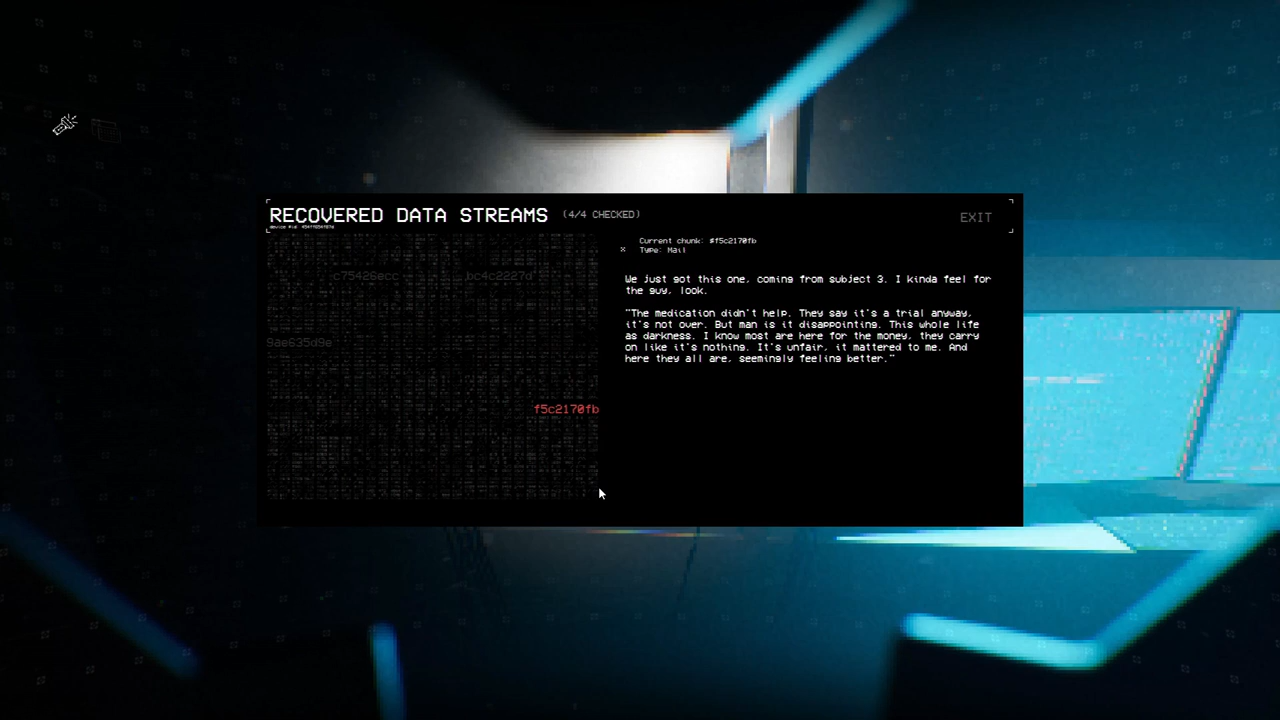 RECOVERED DATA STREAMS (4/4 CHECKED)
EXIT
Current chunk: #f5c2170fb
Type: Mail
c75426ecc
bc4c2227d
We just got this one, coming from subject 3. I kinda feel for
the guy, look.
"The medication didn't help. They say it's a trial anyway,
it's not over. But man is it disappointing. This whole life
as darkness. I know most are here for the money, they carry
on like it's nothing. It's unfair, it mattered to me. And
here they all are, seemingly feeling better."
9ae635d9e
f5c2170fb